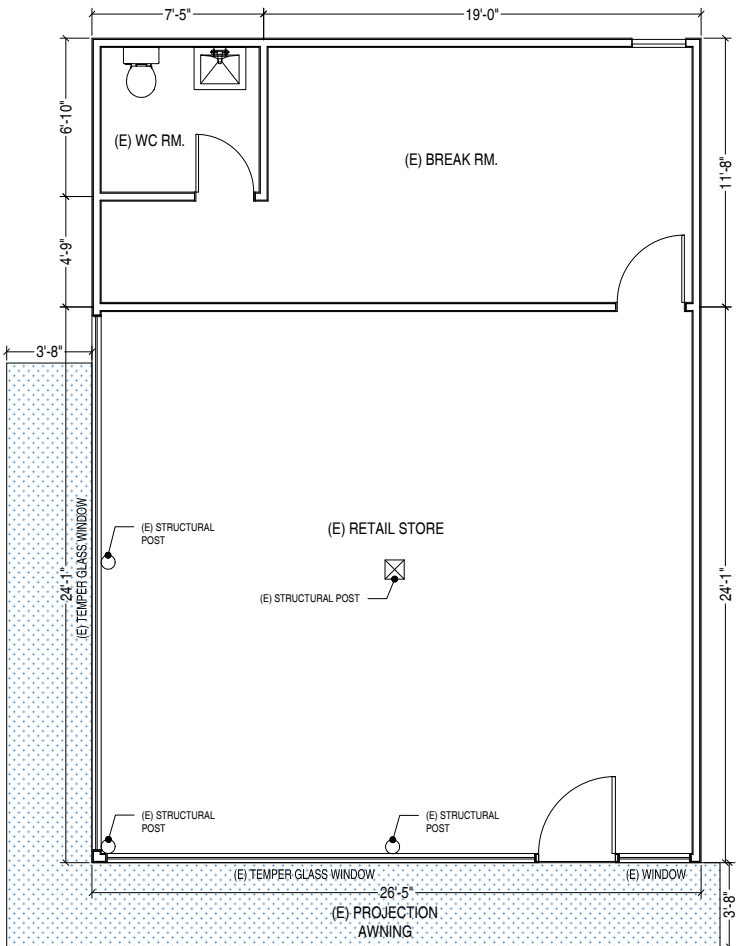 7'-5"
19'-0"
6'-10"
(E) WC RM.
(E) BREAK RM.
11'-8"
4'-9"
3'-8"
(E) TEMPER GLASS WINDOW
24'-1"
(E) STRUCTURAL
POST
(E) RETAIL STORE
(E) STRUCTURAL POST
24'-1"
(E) STRUCTURAL
POST
(E) STRUCTURAL
POST
(E) TEMPER GLASS WINDOW
(E) WINDOW
26'-5"
3'-8"
(E) PROJECTION
AWNING